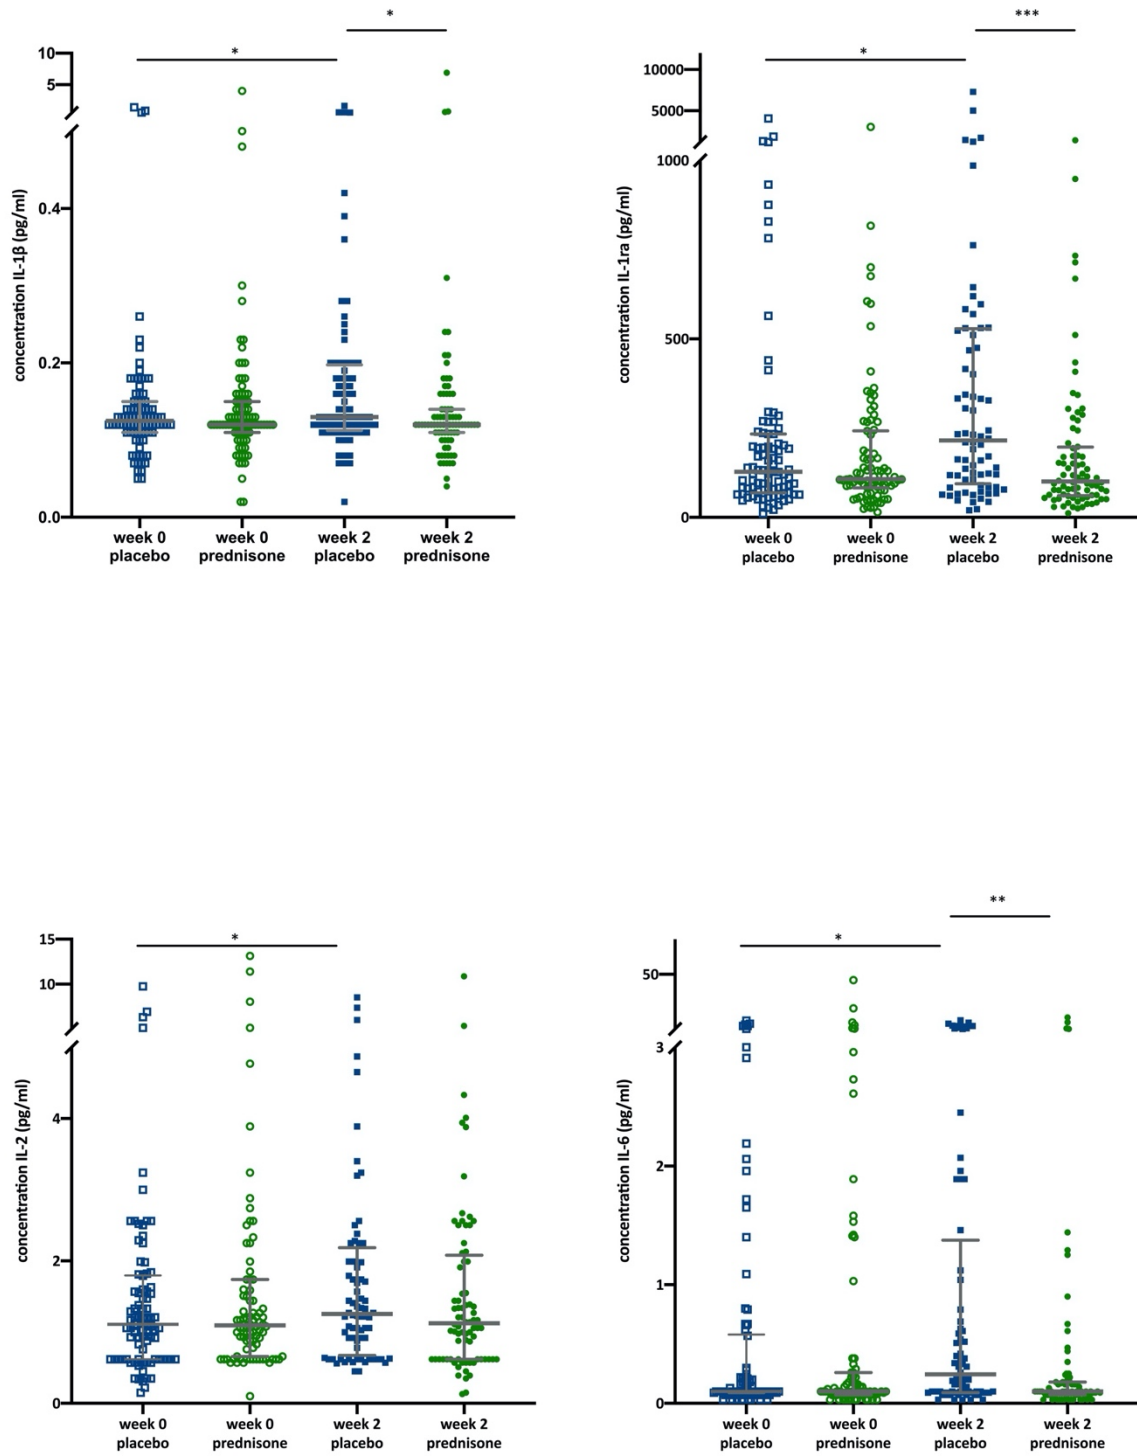 *
*
10
5
0.4
0.2
0.0
concentration IL-1β (pg/ml)
week 0
placebo
week 0
prednisone
week 2
placebo
week 2
prednisone
***
*
10000
5000
1000
500
0
concentration IL-1ra (pg/ml)
week 0
placebo
week 0
prednisone
week 2
placebo
week 2
prednisone
*
15
10
4
2
0
concentration IL-2 (pg/ml)
week 0
placebo
week 0
prednisone
week 2
placebo
week 2
prednisone
**
*
50
3
2
1
0
concentration IL-6 (pg/ml)
week 0
placebo
week 0
prednisone
week 2
placebo
week 2
prednisone